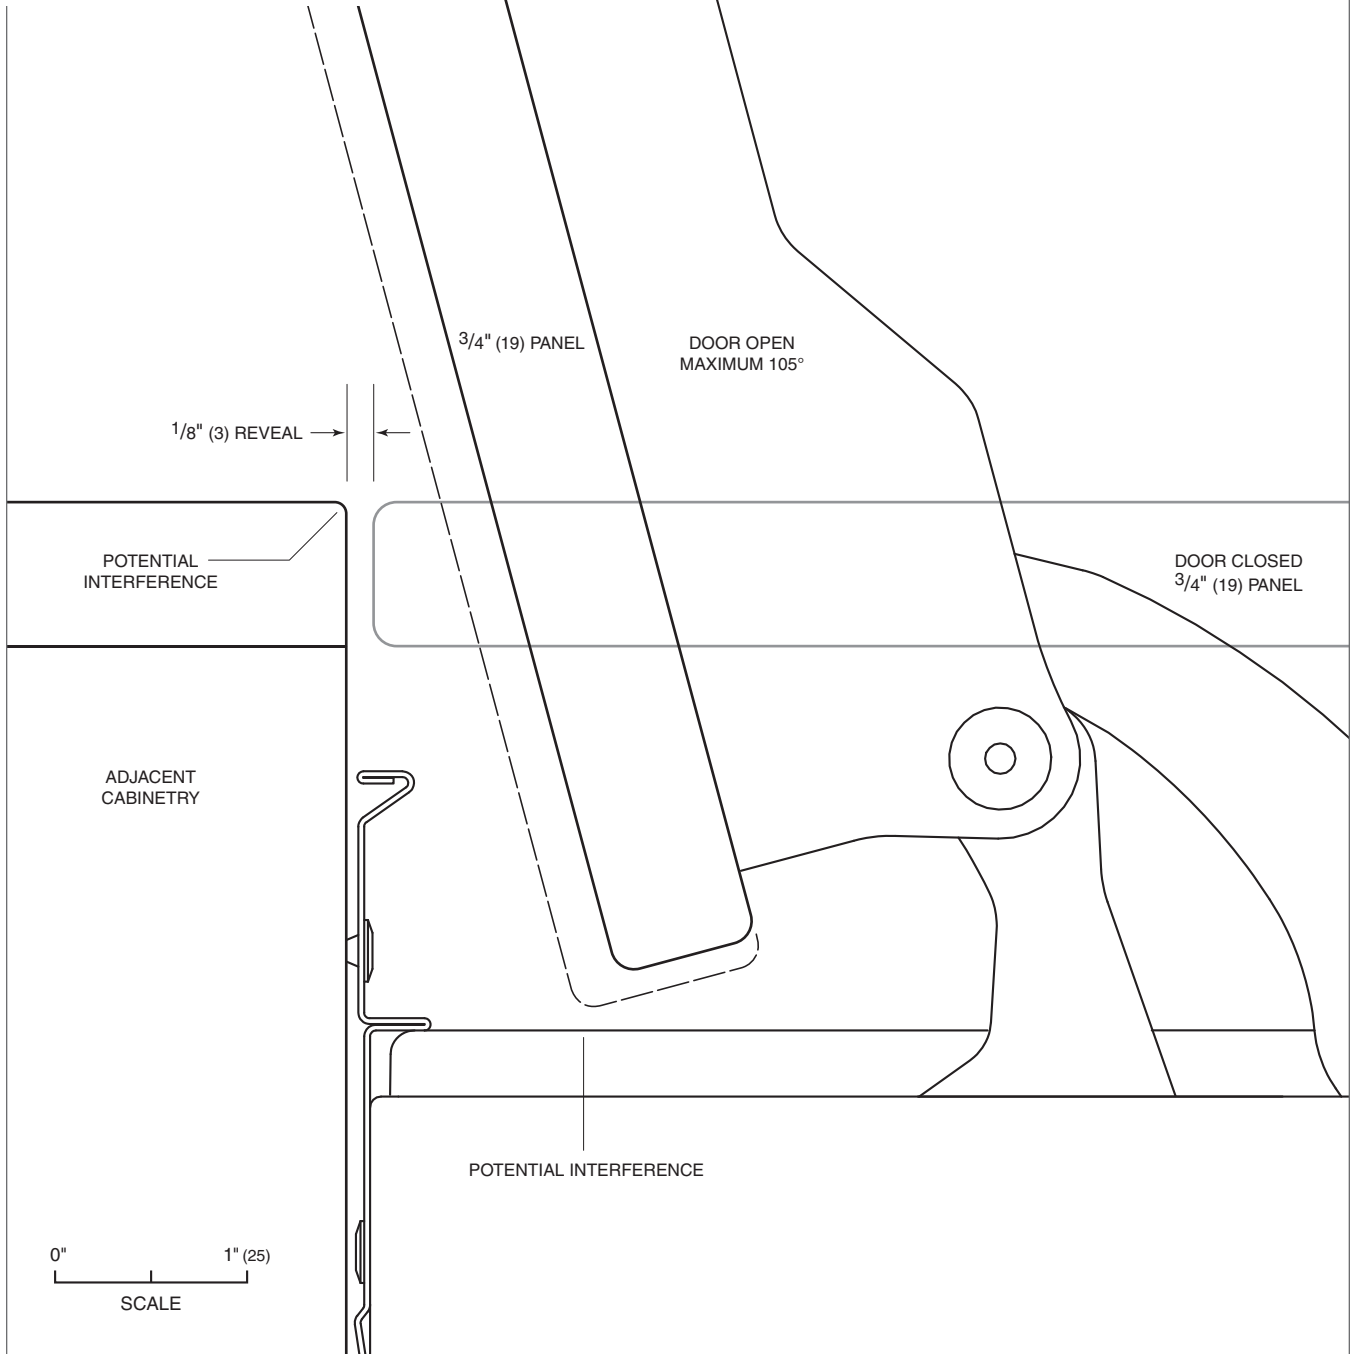 3/4" (19) PANEL
DOOR OPEN
MAXIMUM 105°
1/8" (3) REVEAL
POTENTIAL
INTERFERENCE
DOOR CLOSED
3/4" (19) PANEL
ADJACENT
CABINETRY
POTENTIAL INTERFERENCE
0" 1" (25)
SCALE